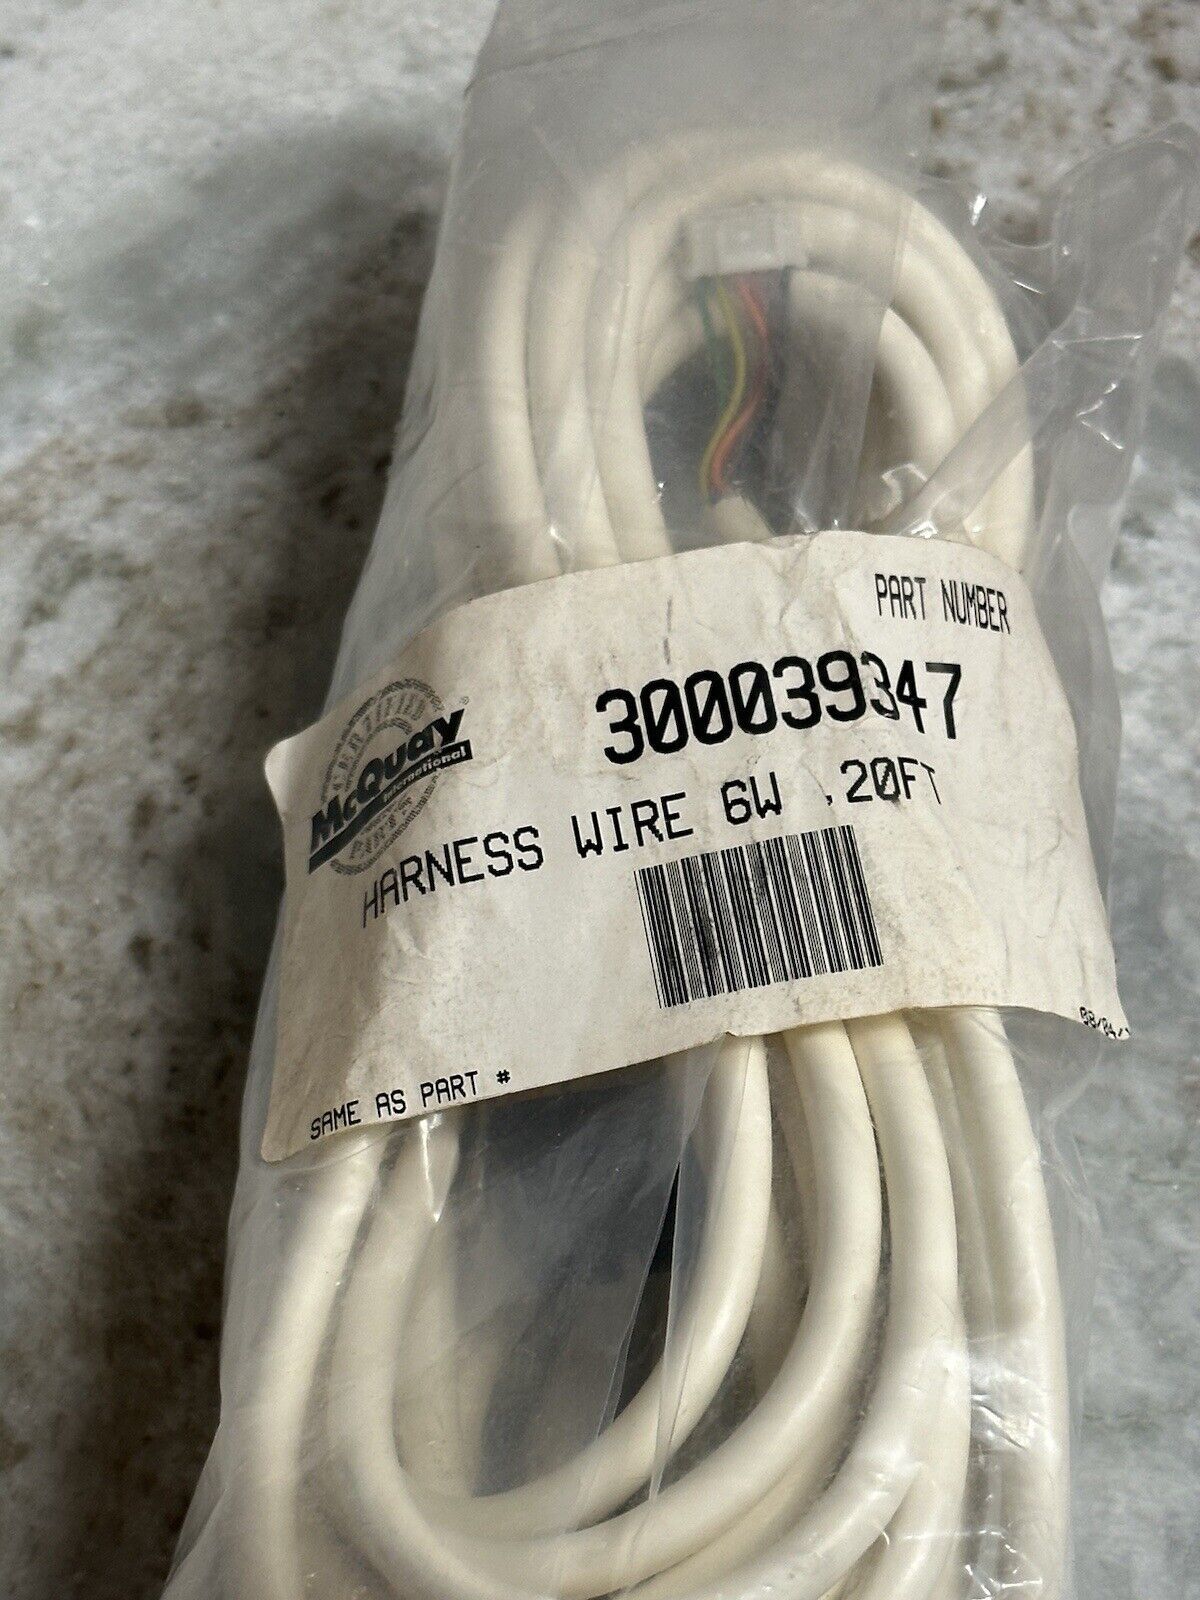 PART NUMBER
300039347
McQuay®
International
HARNESS WIRE 6W ,20FT
SAME AS PART #